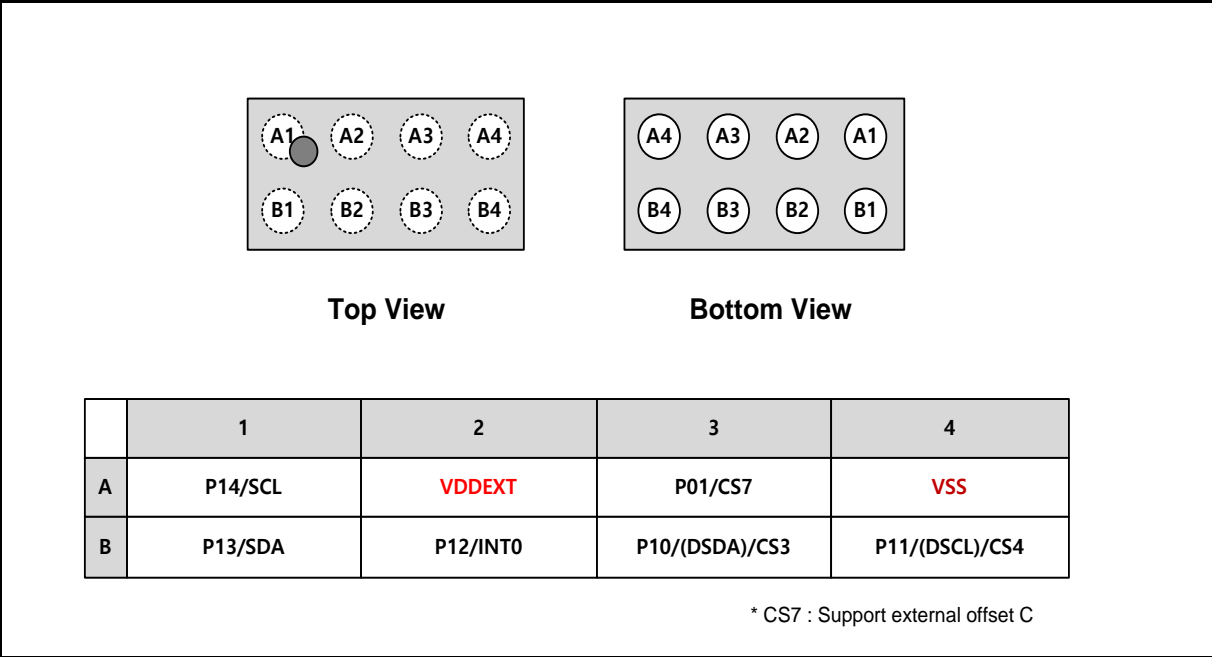 A1 A2 A3 A4 A4 A3 A2 A1
B1 B2 B3 B4 B4 B3 B2 B1
Top View Bottom View
1 2 3 4
A P14/SCL VDDEXT P01/CS7 VSS
B P13/SDA P12/INT0 P10/(DSDA)/CS3 P11/(DSCL)/CS4
* CS7 : Support external offset C